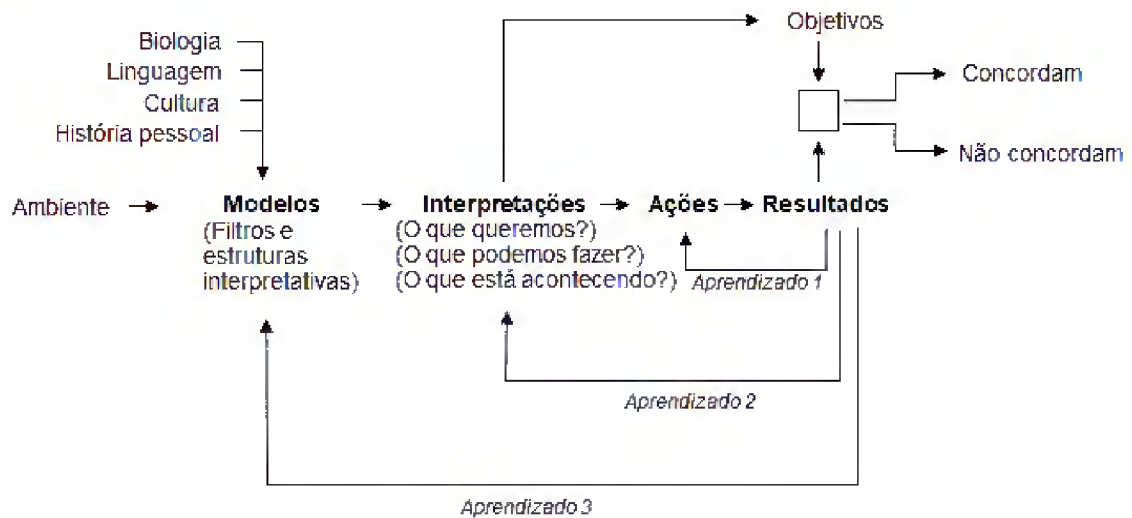 Biologia
Linguagem
Cultura
História pessoal
Objetivos
Concordam
Não concordam
Ambiente
Modelos
(Filtros e
estruturas
interpretativas)
Interpretações
(O que queremos?)
(O que podemos fazer?)
(O que está acontecendo?)
Ações
Resultados
Aprendizado 1
Aprendizado 2
Aprendizado 3